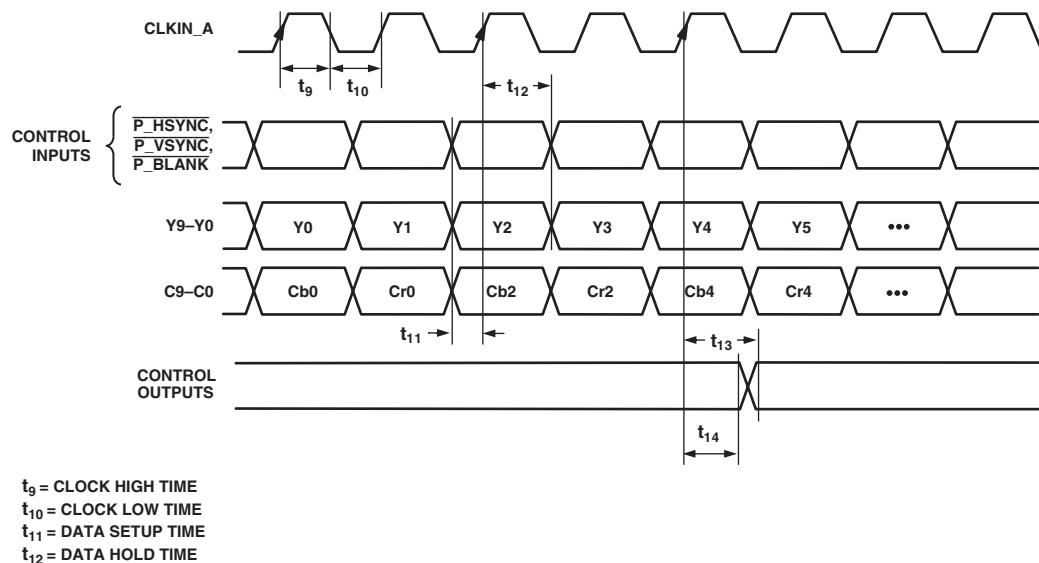 CLKIN_A
t9
t10
t12
CONTROL
INPUTS
P_HSYNC,
P_VSYNC,
P_BLANK
Y9–Y0
Y0
Y1
Y2
Y3
Y4
Y5
•••
C9–C0
Cb0
Cr0
Cb2
Cr2
Cb4
Cr4
•••
t11
t13
CONTROL
OUTPUTS
t14
t9 = CLOCK HIGH TIME
t10 = CLOCK LOW TIME
t11 = DATA SETUP TIME
t12 = DATA HOLD TIME